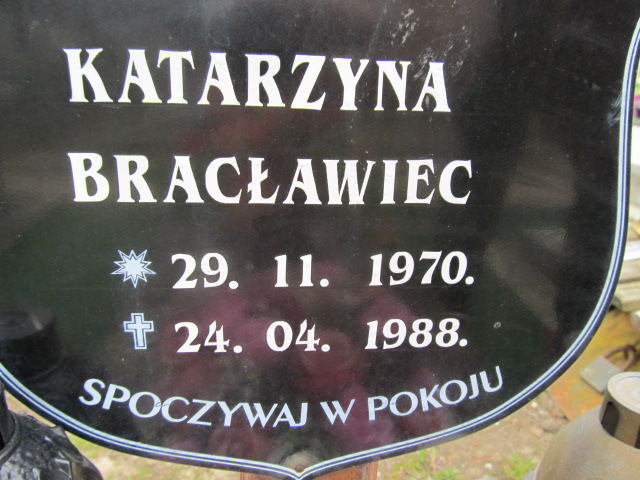 KATARZYNA
BRACŁAWIEC
29. 11. 1970.
24. 04. 1988.
SPOCZYWAJ W POKOJU